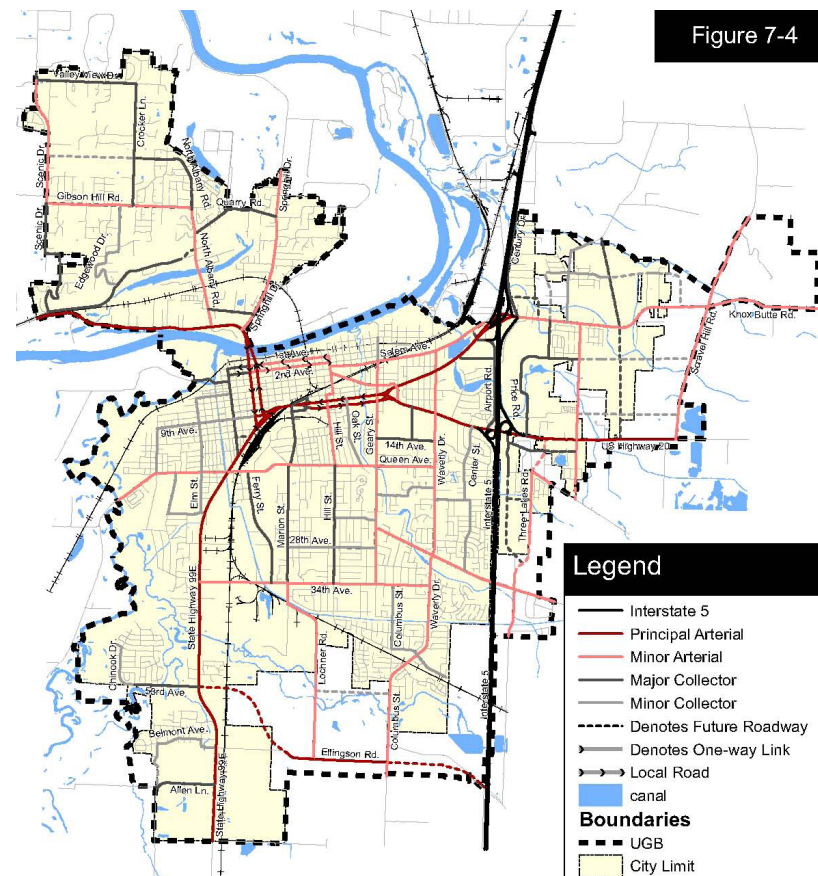 Figure 7-4
Valley View Dr.
Crocker Ln.
Scenic Dr.
North Albany Rd.
Springhill Dr.
Gibson Hill Rd.
Quarry Rd.
Scenic Dr.
Edgewood Dr.
North Albany Rd.
Springhill Dr.
Century Dr.
Knox Butte Rd.
Scravel Hill Rd.
1st Ave.
Salem Ave.
2nd Ave.
Airport Rd.
Price Rd.
9th Ave.
Hill St.
Oak St.
Geary St.
14th Ave.
Waverly Dr.
US Highway 20
Queen Ave.
Center St.
Elm St.
Ferry St.
Marion St.
Hill St.
Interstate 5
Three Lakes Rd.
28th Ave.
State Highway 99E
34th Ave.
Columbus St.
Waverly Dr.
Lochner Rd.
Chinook Dr.
53rd Ave.
Columbus St.
Interstate 5
Belmont Ave.
Ellingson Rd.
State Highway 99E
Allen Ln.
Legend
Interstate 5
Principal Arterial
Minor Arterial
Major Collector
Minor Collector
Denotes Future Roadway
Denotes One-way Link
Local Road
canal
Boundaries
UGB
City Limit